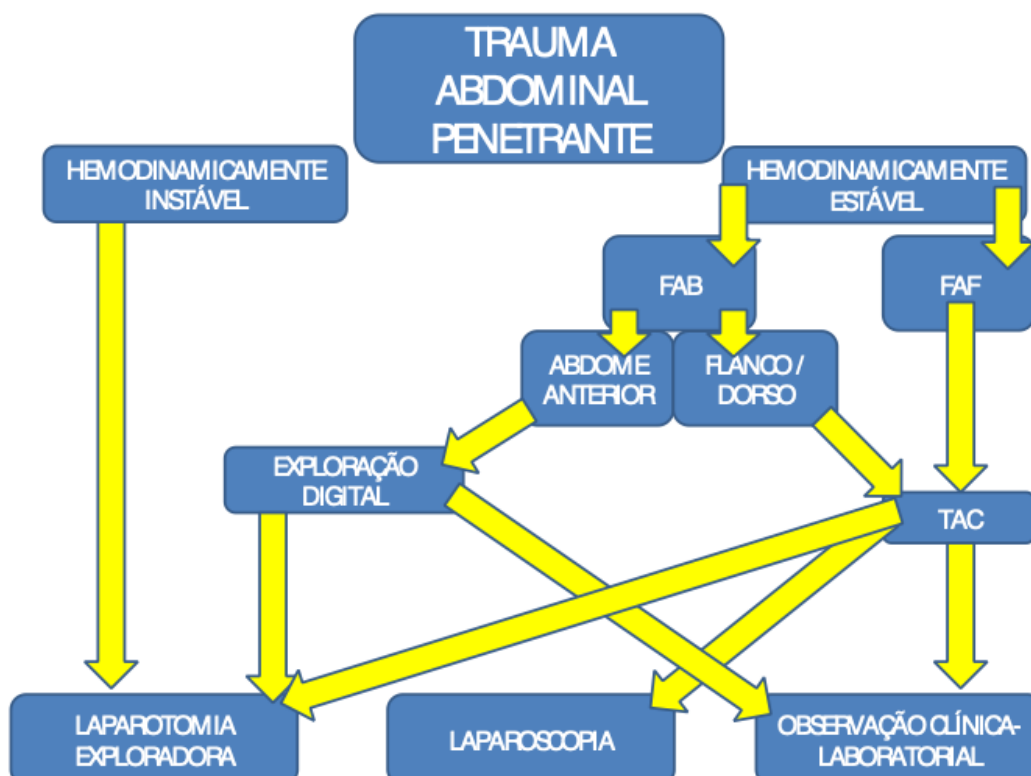 TRAUMA
ABDOMINAL
PENETRANTE
HEMODINAMICAMENTE
INSTÁVEL
HEMODINAMICAMENTE
ESTÁVEL
FAB
FAF
ABDOME
ANTERIOR
FLANCO /
DORSO
EXPLORAÇÃO
DIGITAL
TAC
LAPAROTOMIA
EXPLORADORA
LAPAROSCOPIA
OBSERVAÇÃO CLÍNICA-
LABORATORIAL